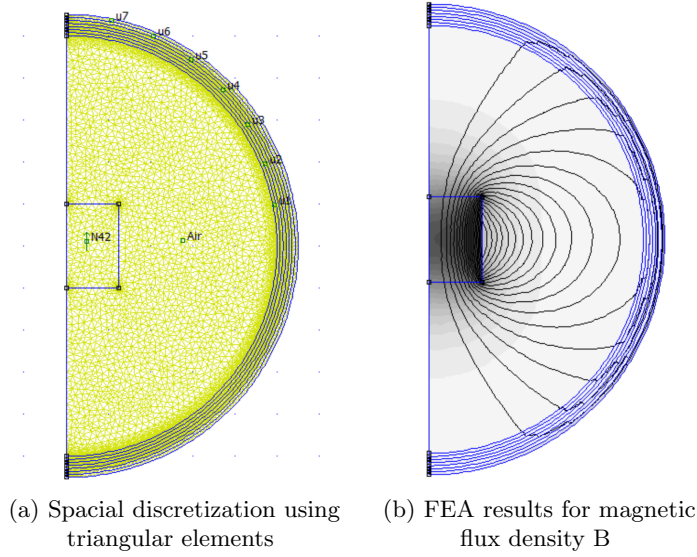 u7
u6
u5
u4
u3
u2
u1
N42
Air
(a) Spacial discretization using
triangular elements
(b) FEA results for magnetic
flux density B